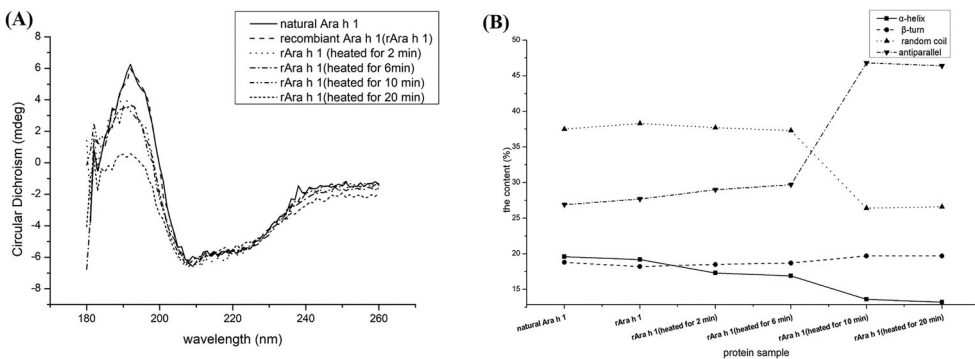 (A)
natural Ara h 1
recombiant Ara h 1(rAra h 1)
rAra h 1 (heated for 2 min)
rAra h 1(heated for 6min)
rAra h 1(heated for 10 min)
rAra h 1(heated for 20 min)
Circular Dichroism (mdeg)
8
6
4
2
0
-2
-4
-6
-8
180
200
220
240
260
wavelength (nm)
(B)
α-helix
β-turn
random coil
antiparallel
the content (%)
50
45
40
35
30
25
20
15
natural Ara h 1
rAra h 1
rAra h 1(heated for 2 min)
rAra h 1(heated for 6 min)
rAra h 1(heated for 10 min)
rAra h 1(heated for 20 min)
protein sample